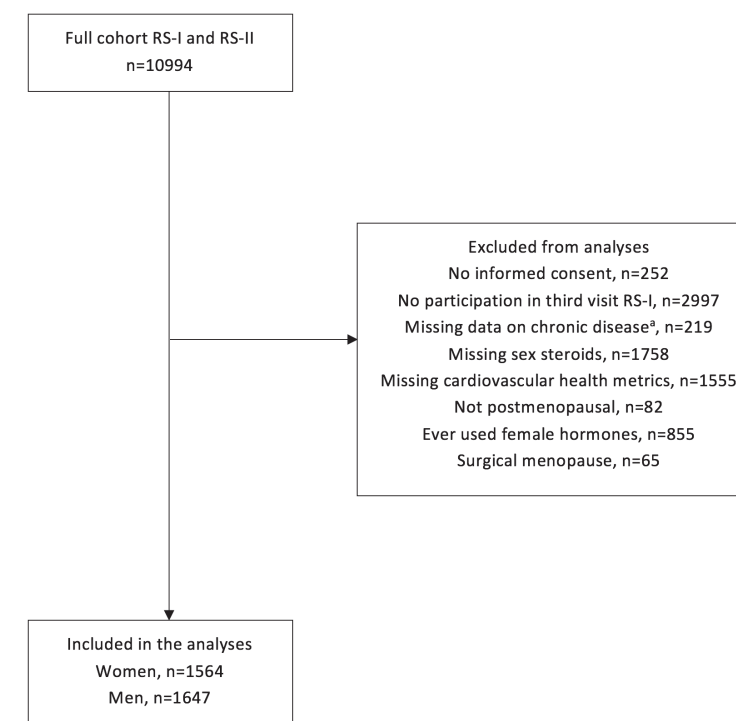 Full cohort RS-I and RS-II
n=10994
Excluded from analyses
No informed consent, n=252
No participation in third visit RS-I, n=2997
Missing data on chronic diseaseᵃ, n=219
Missing sex steroids, n=1758
Missing cardiovascular health metrics, n=1555
Not postmenopausal, n=82
Ever used female hormones, n=855
Surgical menopause, n=65
Included in the analyses
Women, n=1564
Men, n=1647